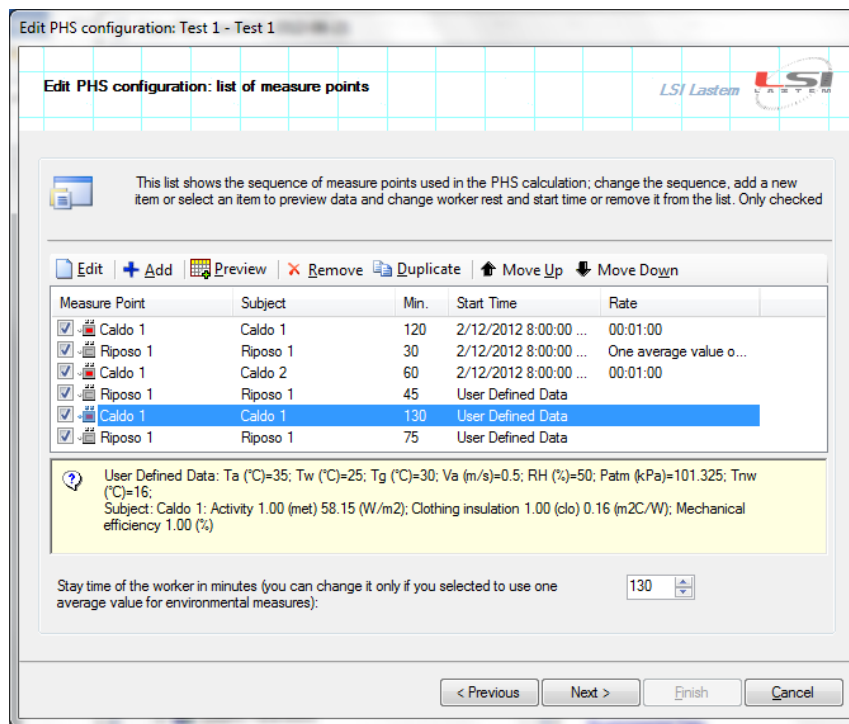 Edit PHS configuration: Test 1 - Test 1
Edit PHS configuration: list of measure points
LSI Lastem
LSI
LASTEM
This list shows the sequence of measure points used in the PHS calculation; change the sequence, add a new
item or select an item to preview data and change worker rest and start time or remove it from the list. Only checked
Edit Add Preview Remove Duplicate Move Up Move Down
Measure Point Subject Min. Start Time Rate
Caldo 1 Caldo 1 120 2/12/2012 8:00:00 ... 00:01:00
Riposo 1 Riposo 1 30 2/12/2012 8:00:00 ... One average value o...
Caldo 1 Caldo 2 60 2/12/2012 8:00:00 ... 00:01:00
Riposo 1 Riposo 1 45 User Defined Data
Caldo 1 Caldo 1 130 User Defined Data
Riposo 1 Riposo 1 75 User Defined Data
User Defined Data: Ta (°C)=35; Tw (°C)=25; Tg (°C)=30; Va (m/s)=0.5; RH (%)=50; Patm (kPa)=101.325; Tnw
(°C)=16;
Subject: Caldo 1: Activity 1.00 (met) 58.15 (W/m2); Clothing insulation 1.00 (clo) 0.16 (m2C/W); Mechanical
efficiency 1.00 (%)
Stay time of the worker in minutes (you can change it only if you selected to use one
average value for environmental measures): 130
< Previous Next > Finish Cancel